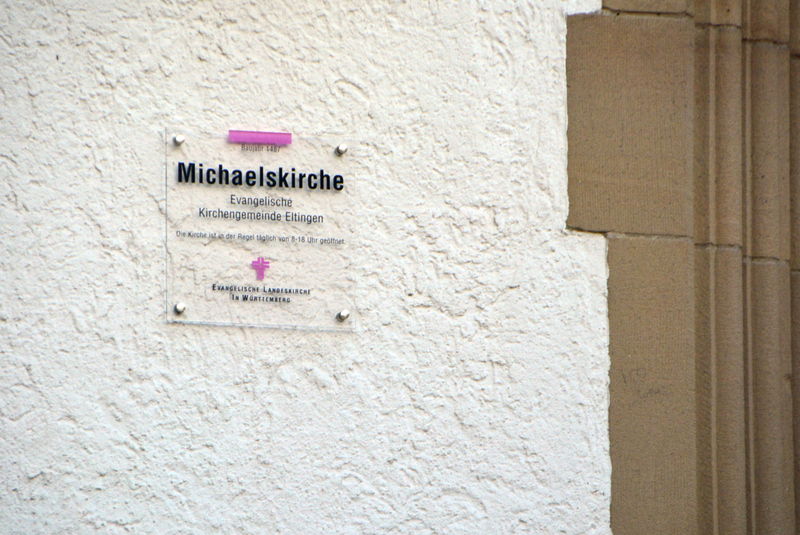 Baujahr 1487
Michaelskirche
Evangelische
Kirchengemeinde Eltingen
Die Kirche ist in der Regel täglich von 8-18 Uhr geöffnet.
EVANGELISCHE LANDESKIRCHE
IN WÜRTTEMBERG